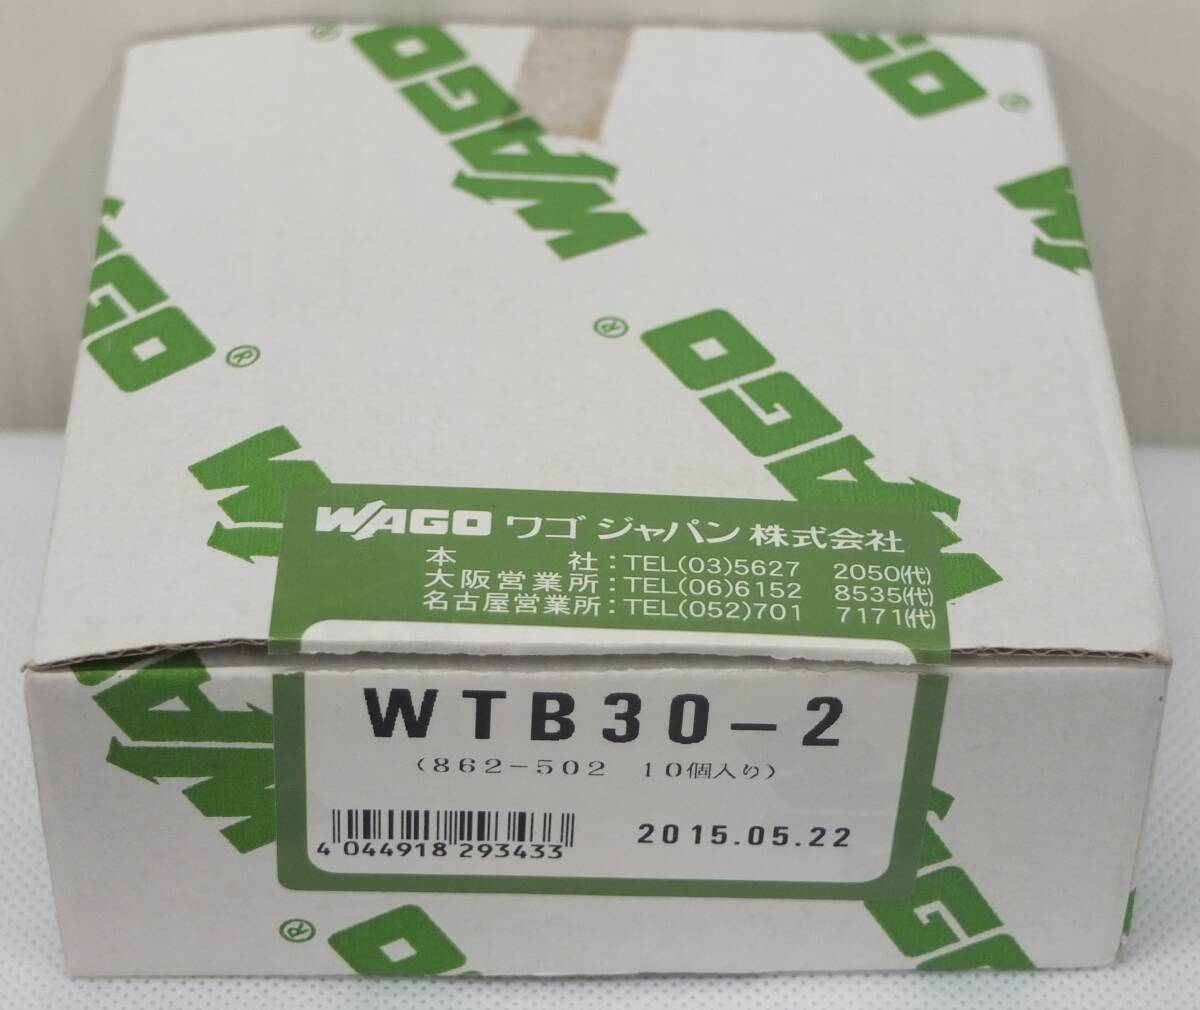 WAGO
GO ®
WAGO ®
WAGO ®
WAGO ワゴ ジャパン 株式会社
本 社:TEL(03)5627 2050(代)
大阪営業所:TEL(06)6152 8535(代)
名古屋営業所:TEL(052)701 7171(代)
WTB30-2
(862-502 10個入り)
4 044918 293433
2015.05.22